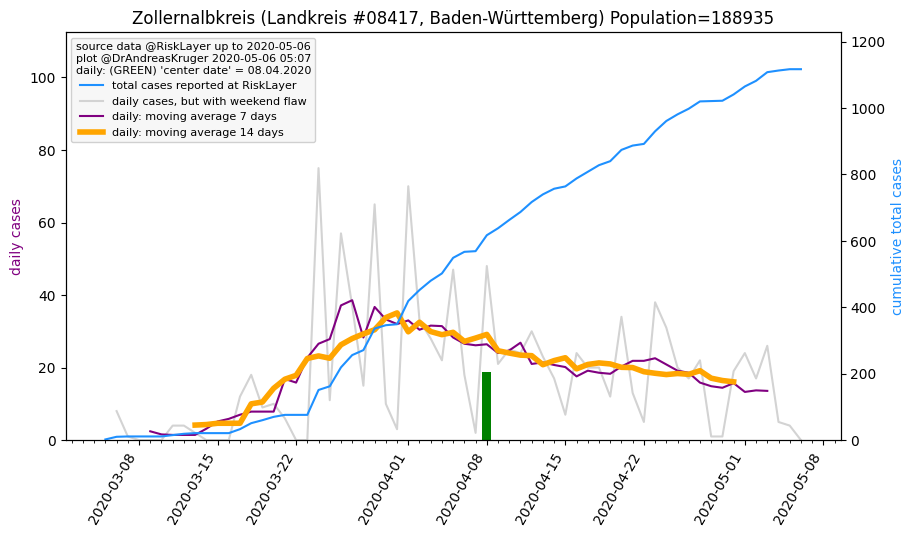 Zollernalbkreis (Landkreis #08417, Baden-Württemberg) Population=188935
source data @RiskLayer up to 2020-05-06
plot @DrAndreasKruger 2020-05-06 05:07
daily: (GREEN) 'center date' = 08.04.2020
total cases reported at RiskLayer
daily cases, but with weekend flaw
daily: moving average 7 days
daily: moving average 14 days
daily cases
100
80
60
40
20
0
cumulative total cases
1200
1000
800
600
400
200
0
2020-03-08
2020-03-15
2020-03-22
2020-04-01
2020-04-08
2020-04-15
2020-04-22
2020-05-01
2020-05-08